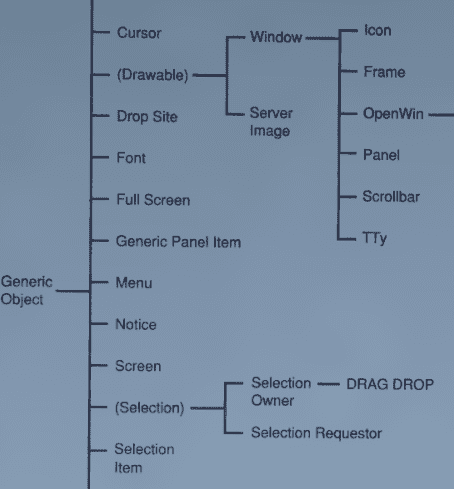 Cursor
(Drawable)
Drop Site
Font
Full Screen
Generic Panel Item
Generic
Object
Menu
Notice
Screen
(Selection)
Selection
Item
Window
Server
Image
Icon
Frame
OpenWin
Panel
Scrollbar
TTy
Selection
Owner
DRAG DROP
Selection Requestor